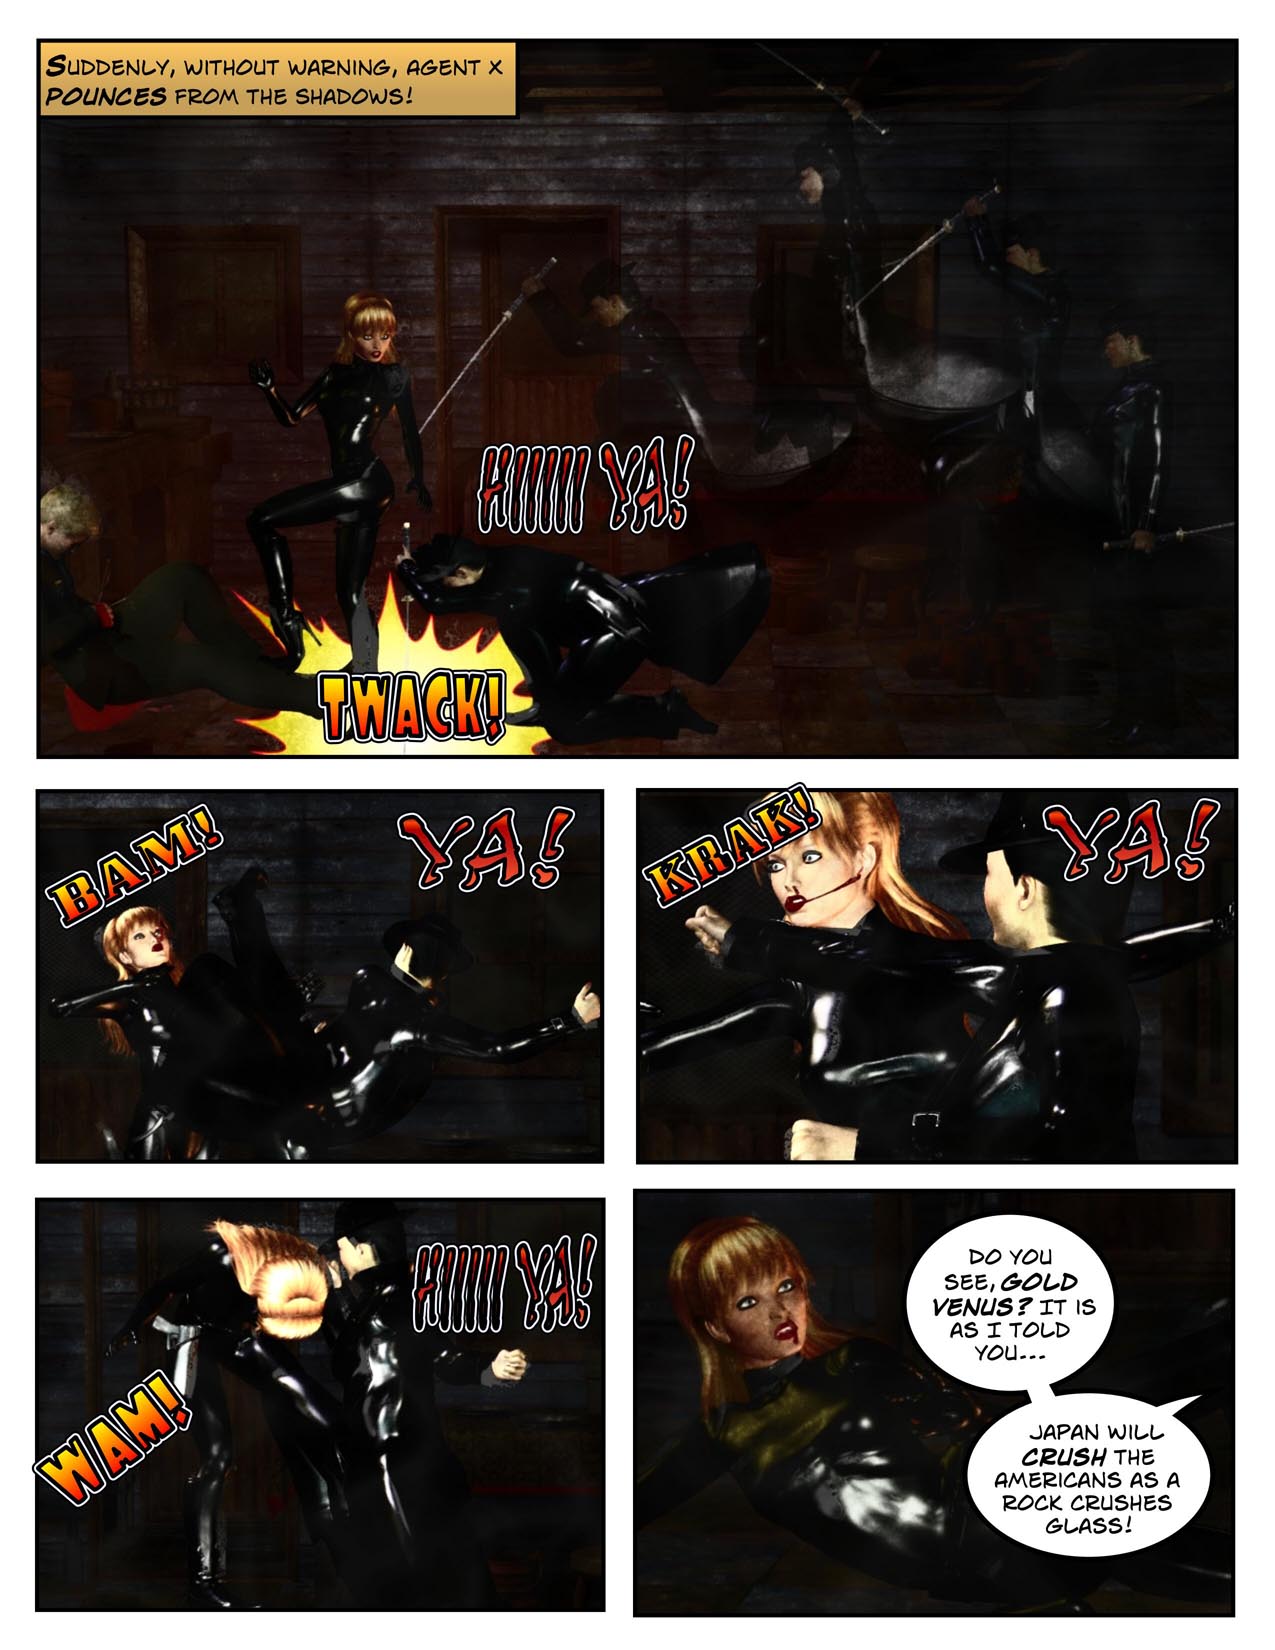 SUDDENLY, WITHOUT WARNING, AGENT X
POUNCES FROM THE SHADOWS!
HIIIII YA!
TWACK!
BAM!
YA!
KRAK!
YA!
HIIIII YA!
WAM!
DO YOU
SEE, GOLD
VENUS? IT IS
AS I TOLD
YOU...
JAPAN WILL
CRUSH THE
AMERICANS AS A
ROCK CRUSHES
GLASS!